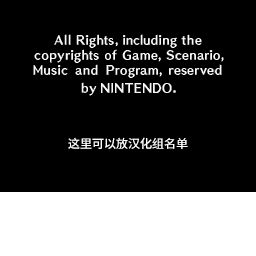 All Rights, including the
copyrights of Game, Scenario,
Music and Program, reserved
by NINTENDO.
这里可以放汉化组名单